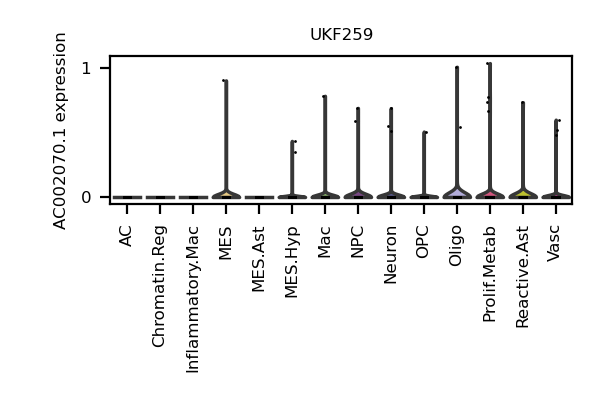 UKF259
AC002070.1 expression
1
0
AC
Chromatin.Reg
Inflammatory.Mac
MES
MES.Ast
MES.Hyp
Mac
NPC
Neuron
OPC
Oligo
Prolif.Metab
Reactive.Ast
Vasc